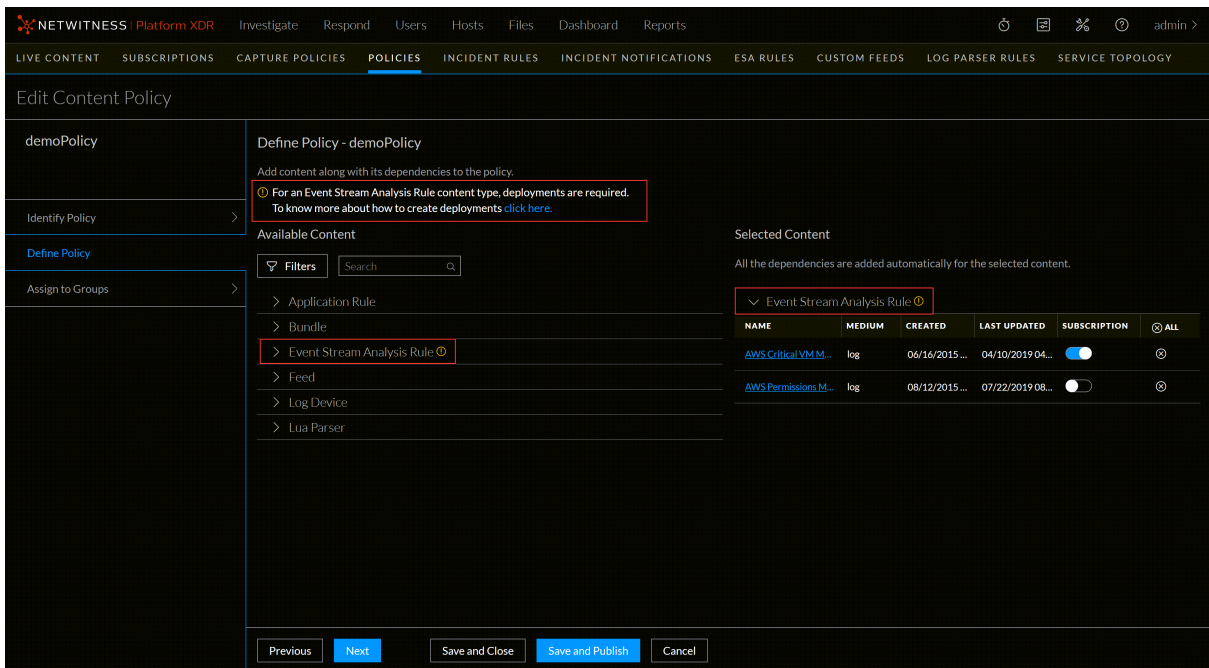 NETWITNESS Platform XDR Investigate Respond Users Hosts Files Dashboard Reports admin >
LIVE CONTENT SUBSCRIPTIONS CAPTURE POLICIES POLICIES INCIDENT RULES INCIDENT NOTIFICATIONS ESA RULES CUSTOM FEEDS LOG PARSER RULES SERVICE TOPOLOGY
Edit Content Policy
demoPolicy
Identify Policy
Define Policy
Assign to Groups
Define Policy - demoPolicy
Add content along with its dependencies to the policy.
For an Event Stream Analysis Rule content type, deployments are required.
To know more about how to create deployments click here.
Available Content
Filters Search
Application Rule
Bundle
Event Stream Analysis Rule
Feed
Log Device
Lua Parser
Selected Content
All the dependencies are added automatically for the selected content.
Event Stream Analysis Rule
NAME MEDIUM CREATED LAST UPDATED SUBSCRIPTION ALL
AWS Critical VM M... log 06/16/2015 ... 04/10/2019 04...
AWS Permissions M... log 08/12/2015 ... 07/22/2019 08...
Previous Next Save and Close Save and Publish Cancel